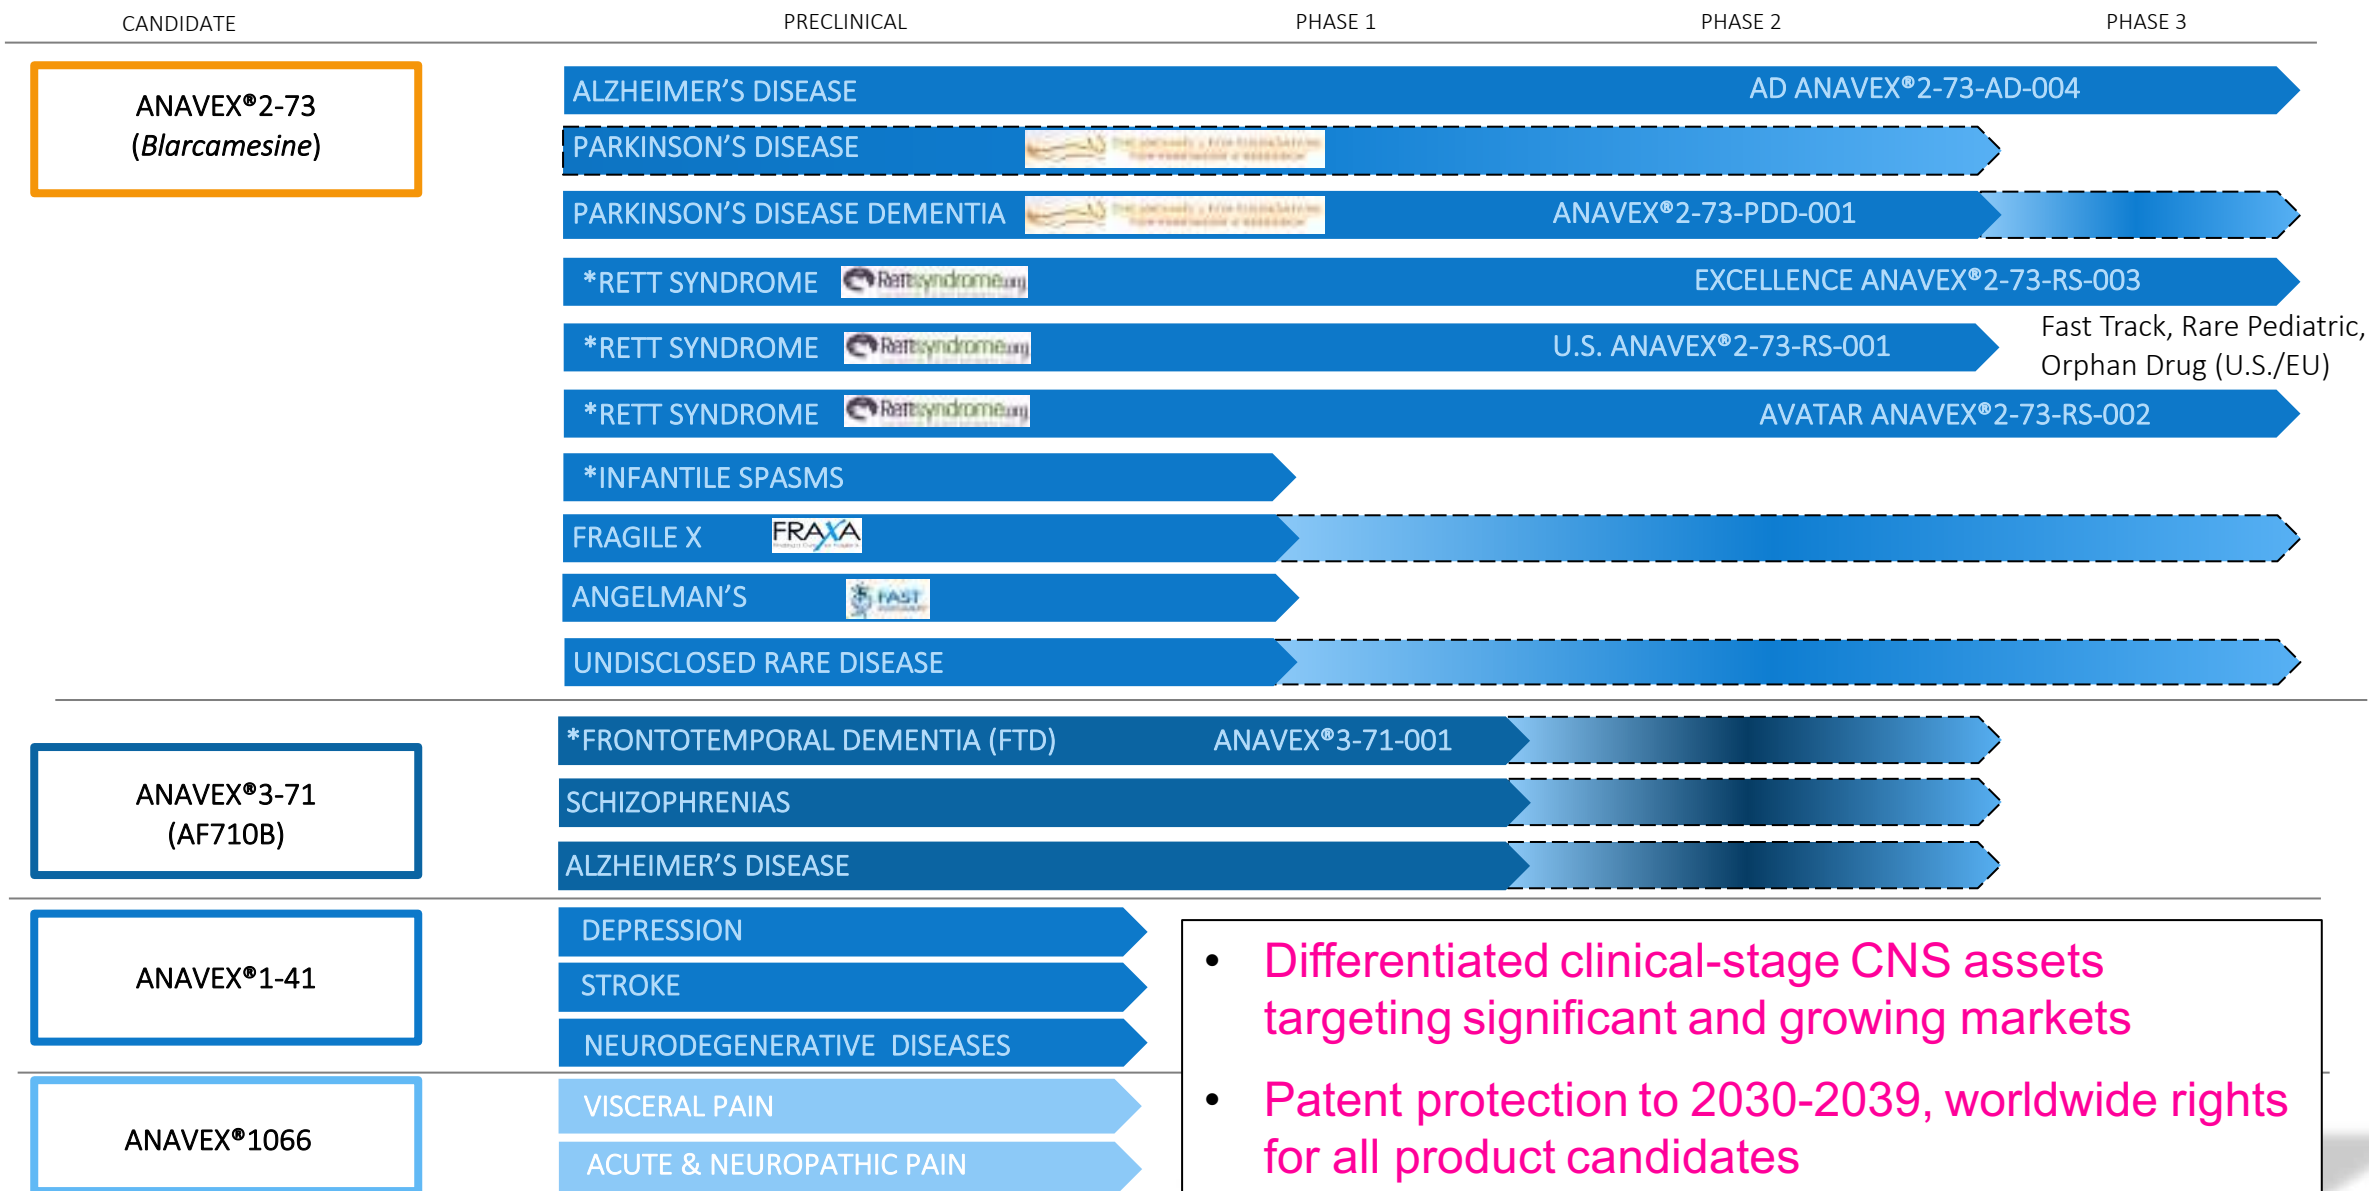 CANDIDATE PRECLINICAL PHASE 1 PHASE 2 PHASE 3
ANAVEX®2-73
(Blarcamesine)
ALZHEIMER’S DISEASE AD ANAVEX®2-73-AD-004
PARKINSON’S DISEASE
PARKINSON’S DISEASE DEMENTIA ANAVEX®2-73-PDD-001
*RETT SYNDROME Rettsyndrome.org EXCELLENCE ANAVEX®2-73-RS-003
*RETT SYNDROME Rettsyndrome.org U.S. ANAVEX®2-73-RS-001
Fast Track, Rare Pediatric,
Orphan Drug (U.S./EU)
*RETT SYNDROME Rettsyndrome.org AVATAR ANAVEX®2-73-RS-002
*INFANTILE SPASMS
FRAGILE X FRAXA
ANGELMAN’S FAST
UNDISCLOSED RARE DISEASE
ANAVEX®3-71
(AF710B)
*FRONTOTEMPORAL DEMENTIA (FTD) ANAVEX®3-71-001
SCHIZOPHRENIAS
ALZHEIMER’S DISEASE
ANAVEX®1-41
DEPRESSION
STROKE
NEURODEGENERATIVE DISEASES
ANAVEX®1066
VISCERAL PAIN
ACUTE & NEUROPATHIC PAIN
• Differentiated clinical-stage CNS assets
targeting significant and growing markets
• Patent protection to 2030-2039, worldwide rights
for all product candidates